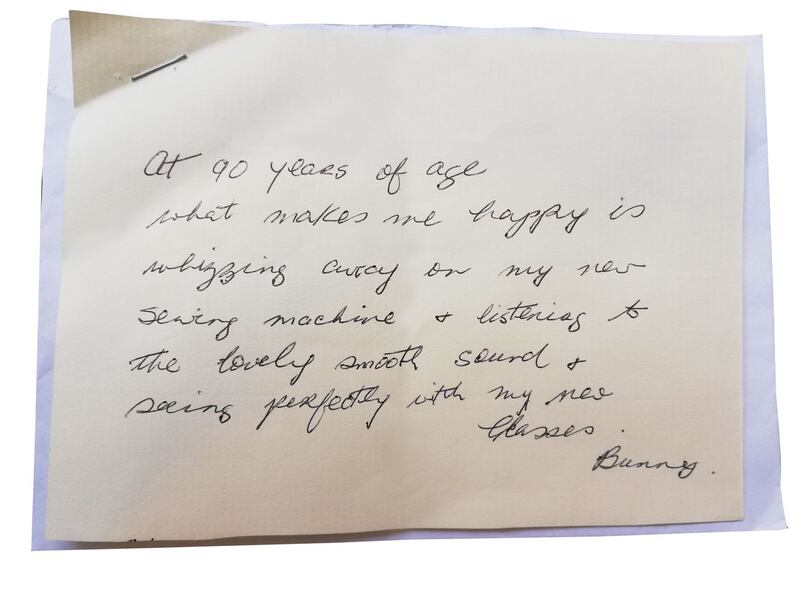 At 90 years of age
what makes me happy is
whizzing away on my new
sewing machine & listening to
the lovely smooth sound &
seeing perfectly with my new
Glasses.
Bunny.